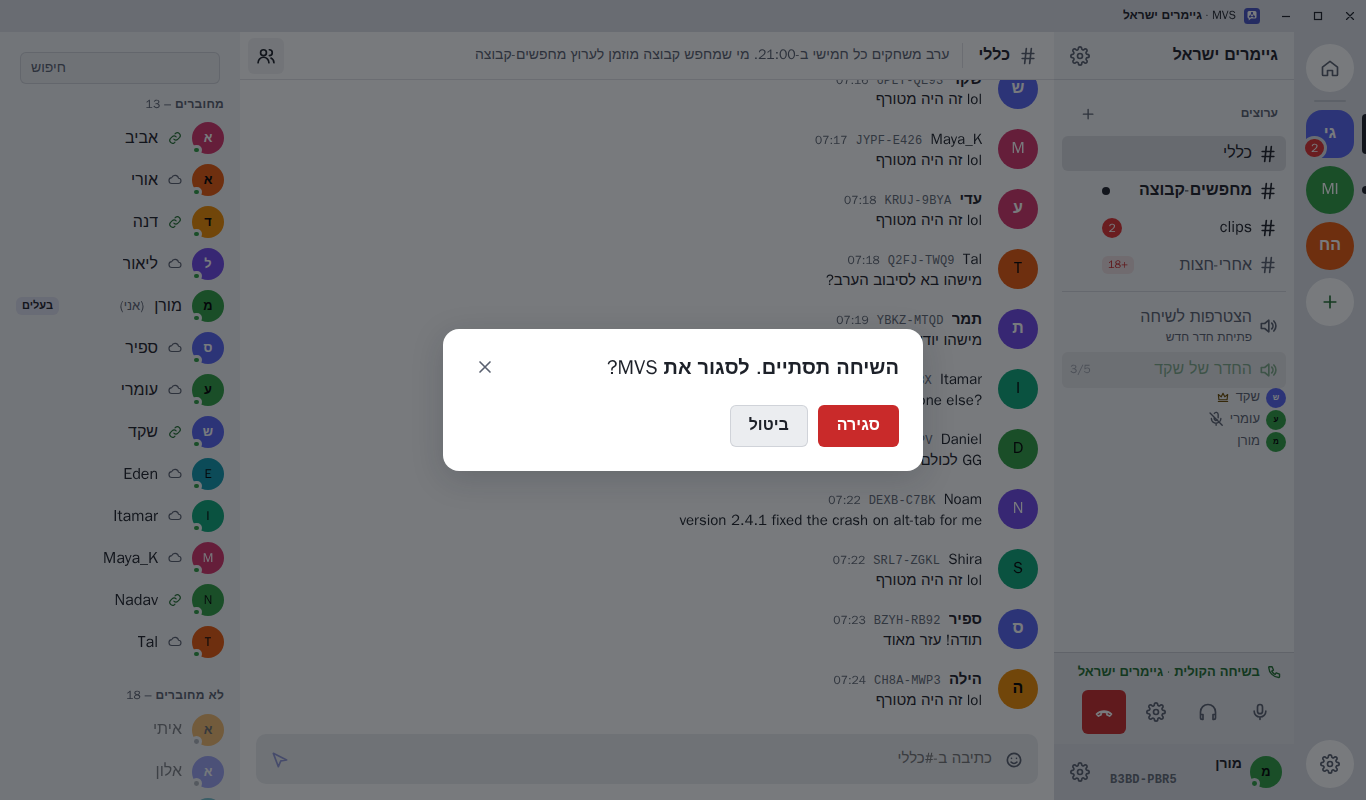 גיימרים ישראל · MVS
גיימרים ישראל
ערוצים
כללי
מחפשים-קבוצה
clips
2
אחרי-חצות
18+
הצטרפות לשיחה
פתיחת חדר חדש
החדר של שקד
3/5
שקד
עומרי
מורן
בשיחה הקולית · גיימרים ישראל
מורן
B3BD-PBR5
גי
2
MI
הח
כללי
ערב משחקים כל חמישי ב-21:00. מי שמחפש קבוצה מוזמן לערוץ מחפשים-קבוצה
lol זה היה מטורף
Maya_K JYPF-E426 07:17
lol זה היה מטורף
עדי KRUJ-9BYA 07:18
lol זה היה מטורף
Tal Q2FJ-TWQ9 07:18
מישהו בא לסיבוב הערב?
תמר YBKZ-MTQD 07:19
Itamar
one else?
Daniel
GG לכולם
Noam DEXB-C7BK 07:22
version 2.4.1 fixed the crash on alt-tab for me
Shira SRL7-ZGKL 07:22
lol זה היה מטורף
ספיר BZYH-RB92 07:23
תודה! עזר מאוד
הילה CH8A-MWP3 07:24
lol זה היה מטורף
כתיבה ב-#כללי
השיחה תסתיים. לסגור את MVS?
סגירה
ביטול
חיפוש
מחוברים – 13
אביב
אורי
דנה
ליאור
מורן (אני) בעלים
ספיר
עומרי
שקד
Eden
Itamar
Maya_K
Nadav
Tal
לא מחוברים – 18
איתי
אלון